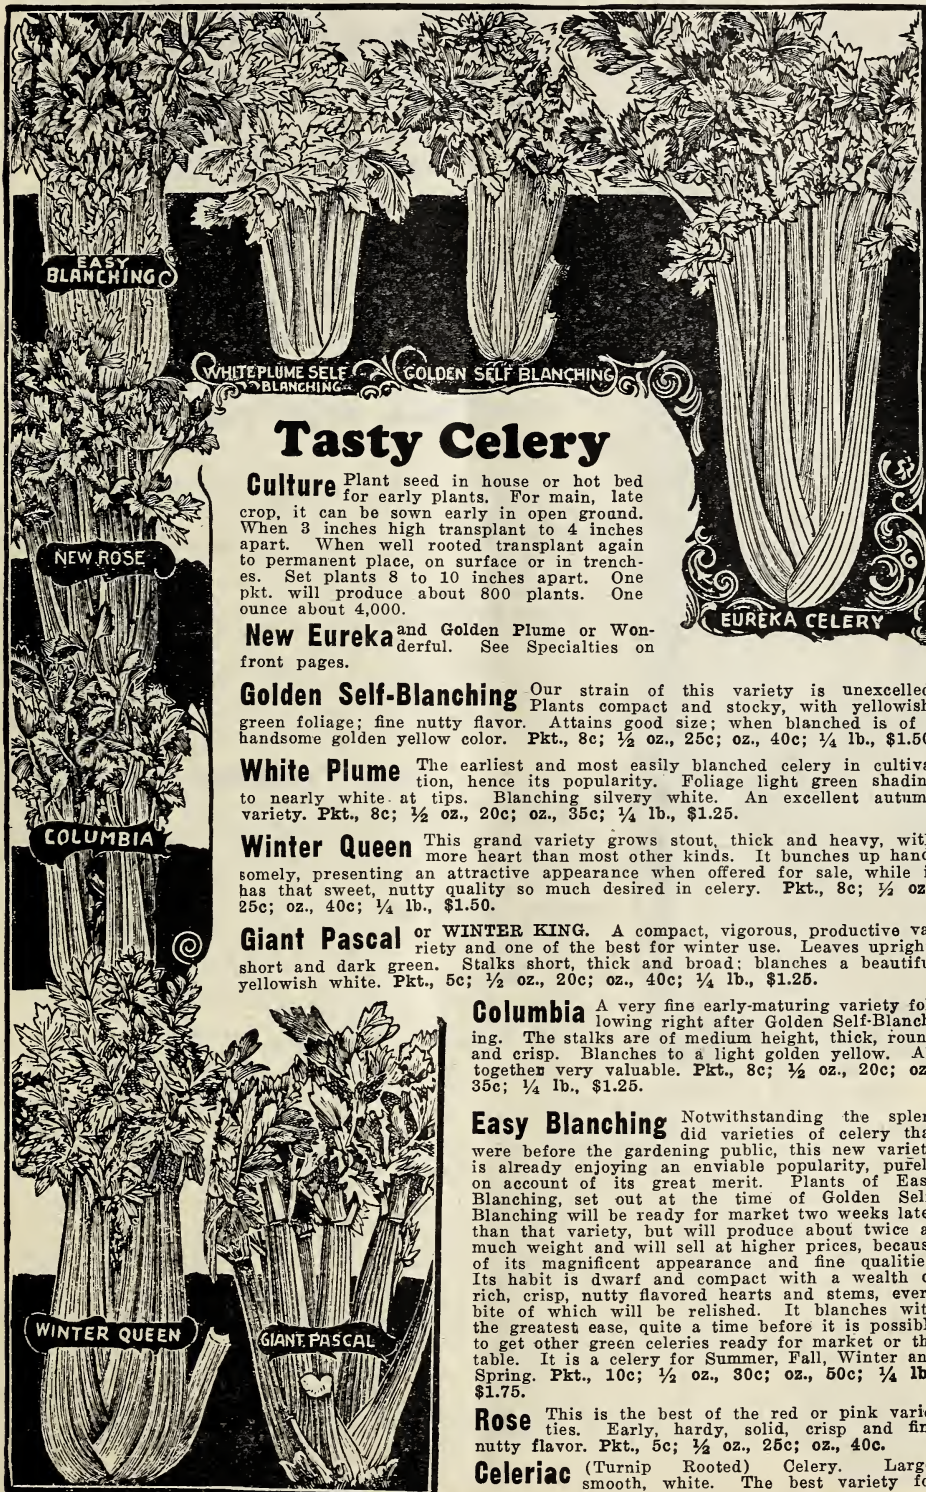 EASY
BLANCHING
WHITE PLUME SELF
BLANCHING
GOLDEN SELF BLANCHING
EUREKA CELERY
NEW ROSE
COLUMBIA
WINTER QUEEN
GIANT PASCAL
Tasty Celery
Culture Plant seed in house or hot bed
for early plants. For main, late
crop, it can be sown early in open ground.
When 3 inches high transplant to 4 inches
apart. When well rooted transplant again
to permanent place, on surface or in trench-
es. Set plants 8 to 10 inches apart. One
pkt. will produce about 800 plants. One
ounce about 4,000.
New Eureka and Golden Plume or Won-
derful. See Specialties on
front pages.
Golden Self-Blanching Our strain of this variety is unexcelled
Plants compact and stocky, with yellowish
green foliage; fine nutty flavor. Attains good size; when blanched is of
handsome golden yellow color. Pkt., 8c; ½ oz., 25c; oz., 40c; ¼ lb., $1.50
White Plume The earliest and most easily blanched celery in cultiva
tion, hence its popularity. Foliage light green shadin
to nearly white at tips. Blanching silvery white. An excellent autum
variety. Pkt., 8c; ½ oz., 20c; oz., 35c; ¼ lb., $1.25.
Winter Queen This grand variety grows stout, thick and heavy, wit
more heart than most other kinds. It bunches up hand
somely, presenting an attractive appearance when offered for sale, while i
has that sweet, nutty quality so much desired in celery. Pkt., 8c; ½ oz
25c; oz., 40c; ¼ lb., $1.50.
Giant Pascal or WINTER KING. A compact, vigorous, productive va
riety and one of the best for winter use. Leaves uprigh
short and dark green. Stalks short, thick and broad; blanches a beautifu
yellowish white. Pkt., 5c; ½ oz., 20c; oz., 40c; ¼ lb., $1.25.
Columbia A very fine early-maturing variety fo
lowing right after Golden Self-Blanch
ing. The stalks are of medium height, thick, roun
and crisp. Blanches to a light golden yellow. A
together very valuable. Pkt., 8c; ½ oz., 20c; oz
35c; ¼ lb., $1.25.
Easy Blanching Notwithstanding the splen
did varieties of celery tha
were before the gardening public, this new variet
is already enjoying an enviable popularity, purel
on account of its great merit. Plants of Eas
Blanching, set out at the time of Golden Sel
Blanching will be ready for market two weeks late
than that variety, but will produce about twice a
much weight and will sell at higher prices, becaus
of its magnificent appearance and fine qualitie
Its habit is dwarf and compact with a wealth o
rich, crisp, nutty flavored hearts and stems, ever
bite of which will be relished. It blanches wit
the greatest ease, quite a time before it is possibl
to get other green celeries ready for market or th
table. It is a celery for Summer, Fall, Winter an
Spring. Pkt., 10c; ½ oz., 30c; oz., 50c; ¼ lb
$1.75.
Rose This is the best of the red or pink varie
ties. Early, hardy, solid, crisp and fin
nutty flavor. Pkt., 5c; ½ oz., 25c; oz., 40c.
Celeriac (Turnip Rooted) Celery. Larg
smooth, white. The best variety fo